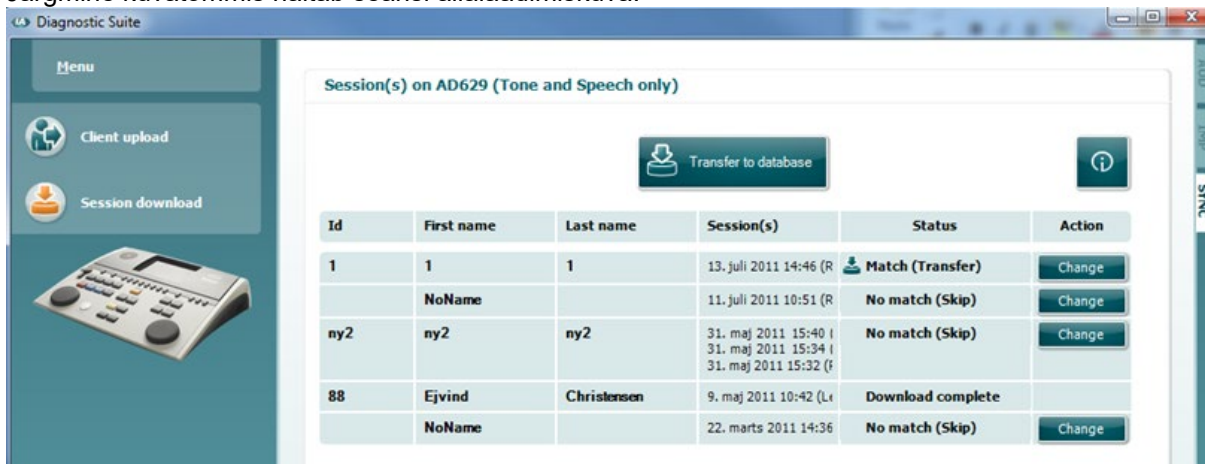 Diagnostic Suite
Menu
Client upload
Session download
Session(s) on AD629 (Tone and Speech only)
Transfer to database
Id First name Last name Session(s) Status Action
1 1 1 13. juli 2011 14:46 (R Match (Transfer) Change
NoName 11. juli 2011 10:51 (R No match (Skip) Change
ny2 ny2 ny2 31. maj 2011 15:40 ( No match (Skip) Change
31. maj 2011 15:34 (
31. maj 2011 15:32 (R
88 Ejvind Christensen 9. maj 2011 10:42 (Le Download complete
NoName 22. marts 2011 14:36 No match (Skip) Change
AUD
IMP
SYNC